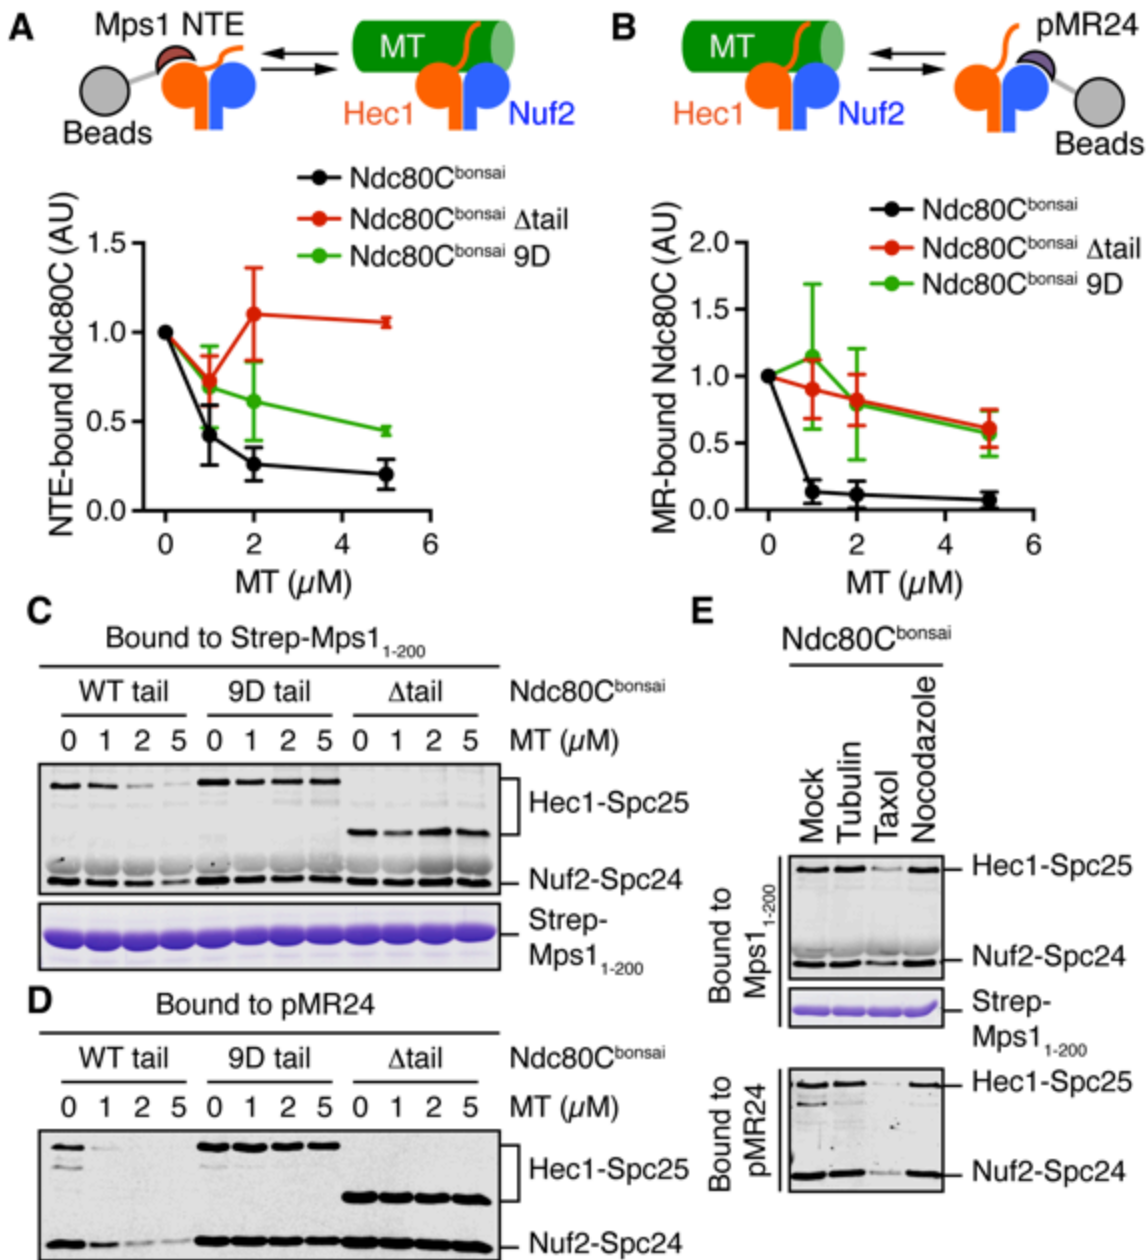 A
Mps1 NTE
MT
Beads
Hec1
Nuf2
Ndc80C^bonsai
Ndc80C^bonsai Δtail
Ndc80C^bonsai 9D
NTE-bound Ndc80C (AU)
1.5
1.0
0.5
0.0
0 2 4 6
MT (µM)
B
MT
pMR24
Hec1
Nuf2
Beads
Ndc80C^bonsai
Ndc80C^bonsai Δtail
Ndc80C^bonsai 9D
MR-bound Ndc80C (AU)
2.0
1.5
1.0
0.5
0.0
0 2 4 6
MT (µM)
C
Bound to Strep-Mps1_1-200
WT tail 9D tail Δtail Ndc80C^bonsai
0 1 2 5 0 1 2 5 0 1 2 5 MT (µM)
Hec1-Spc25
Nuf2-Spc24
Strep-
Mps1_1-200
D
Bound to pMR24
WT tail 9D tail Δtail Ndc80C^bonsai
0 1 2 5 0 1 2 5 0 1 2 5 MT (µM)
Hec1-Spc25
Nuf2-Spc24
E
Ndc80C^bonsai
Mock
Tubulin
Taxol
Nocodazole
Bound to
Mps1_1-200
Hec1-Spc25
Nuf2-Spc24
Strep-
Mps1_1-200
Bound to
pMR24
Hec1-Spc25
Nuf2-Spc24